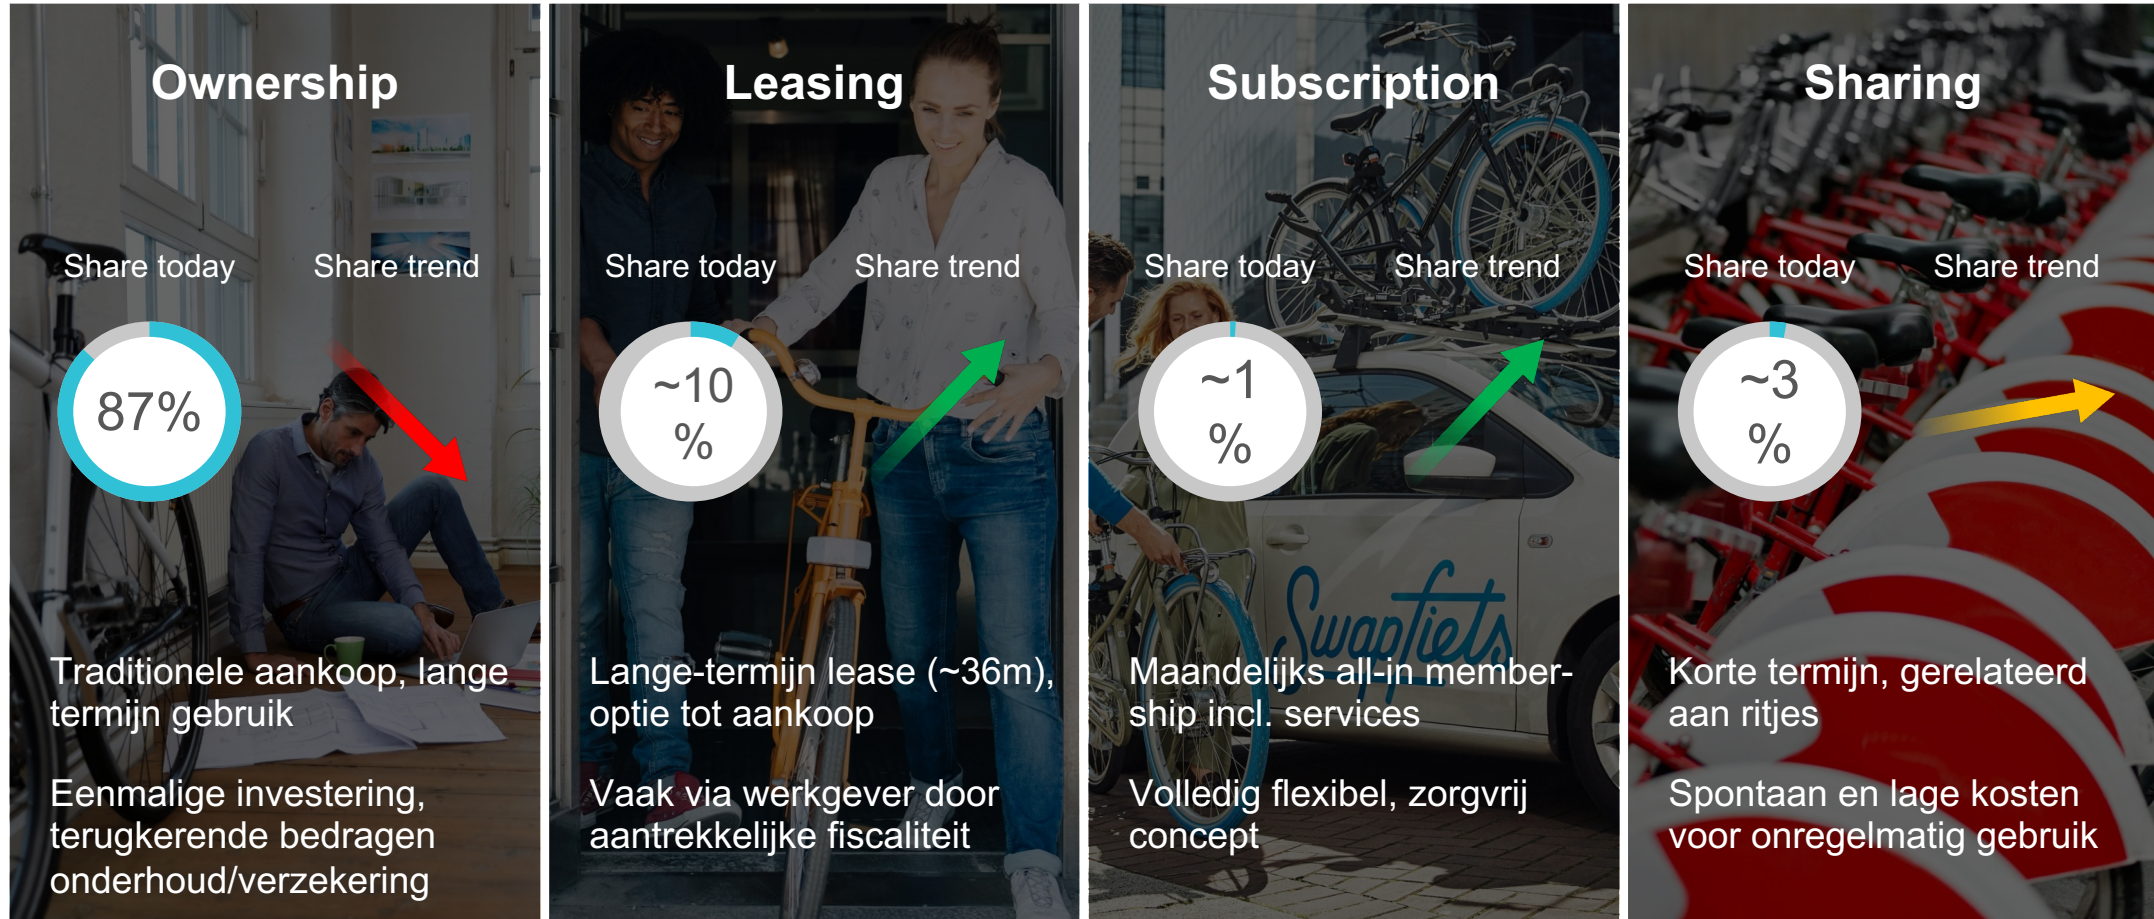 Ownership
Share today
Share trend
87%
Traditionele aankoop, lange
termijn gebruik
Eenmalige investering,
terugkerende bedragen
onderhoud/verzekering
Leasing
Share today
Share trend
~10
%
Lange-termijn lease (~36m),
optie tot aankoop
Vaak via werkgever door
aantrekkelijke fiscaliteit
Subscription
Share today
Share trend
~1
%
Swapfiets
Maandelijks all-in member-
ship incl. services
Volledig flexibel, zorgvrij
concept
Sharing
Share today
Share trend
~3
%
Korte termijn, gerelateerd
aan ritjes
Spontaan en lage kosten
voor onregelmatig gebruik